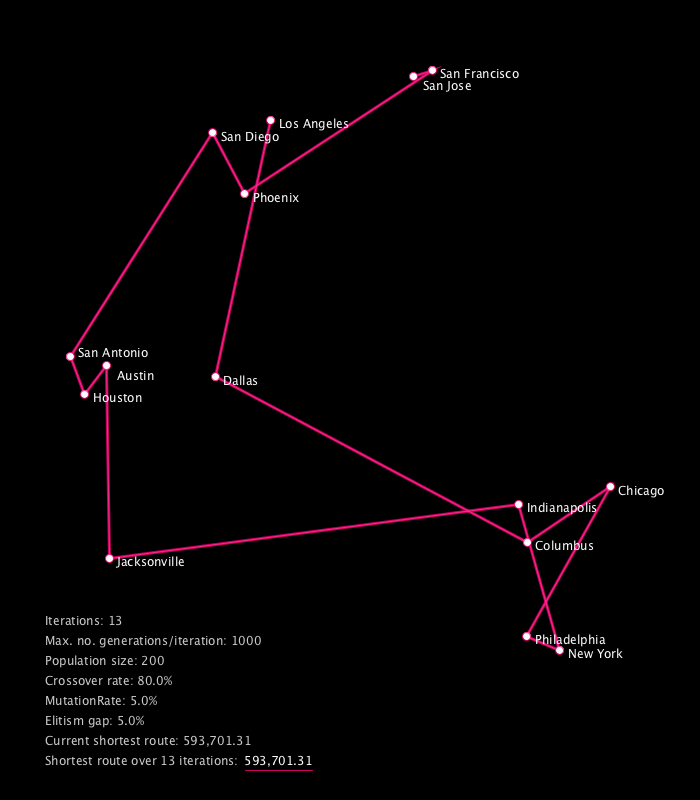 San Francisco
San Jose
Los Angeles
San Diego
Phoenix
San Antonio
Austin
Dallas
Houston
Chicago
Indianapolis
Columbus
Jacksonville
Philadelphia
New York
Iterations: 13
Max. no. generations/iteration: 1000
Population size: 200
Crossover rate: 80.0%
MutationRate: 5.0%
Elitism gap: 5.0%
Current shortest route: 593,701.31
Shortest route over 13 iterations: 593,701.31